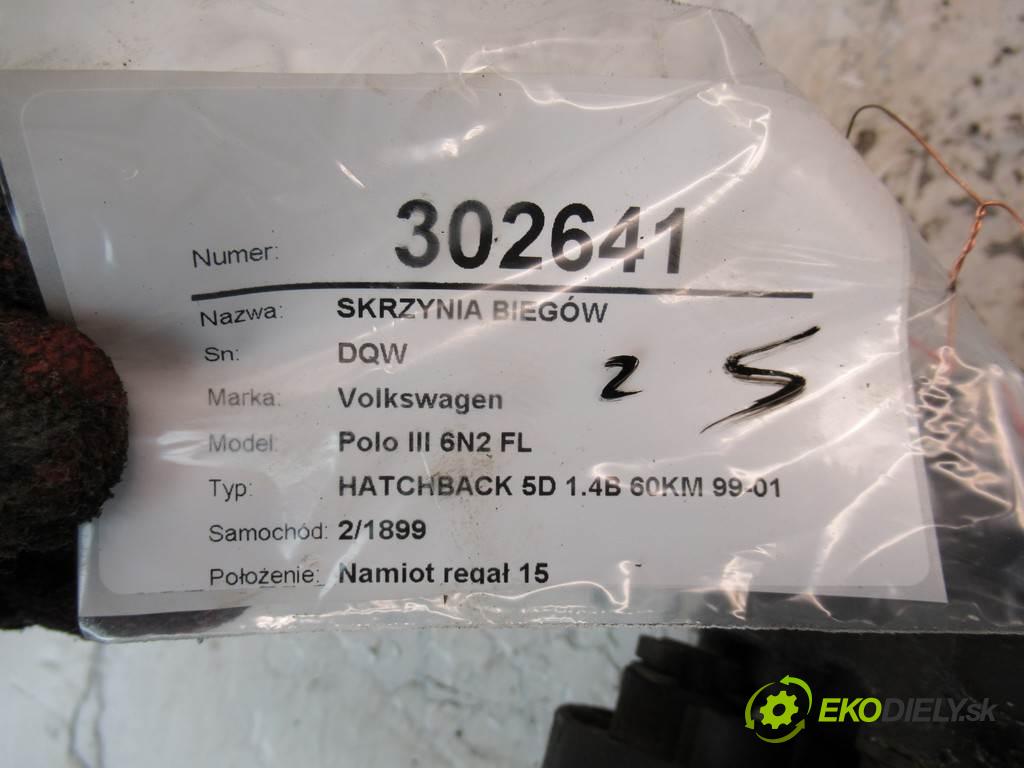 Numer: 302641
Nazwa: SKRZYNIA BIEGÓW
Sn: DQW
2 5
Marka: Volkswagen
Model: Polo III 6N2 FL
Typ: HATCHBACK 5D 1.4B 60KM 99-01
Samochód: 2/1899
Położenie: Namiot regał 15
EKODIELY.sk